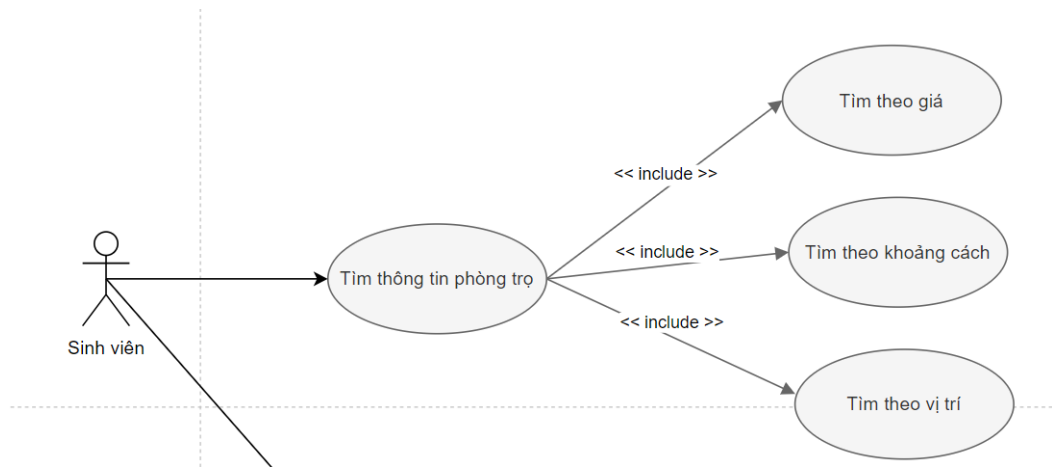 Tìm theo giá
<< include >>
<< include >>
Tìm theo khoảng cách
Tìm thông tin phòng trọ
<< include >>
Sinh viên
Tìm theo vị trí